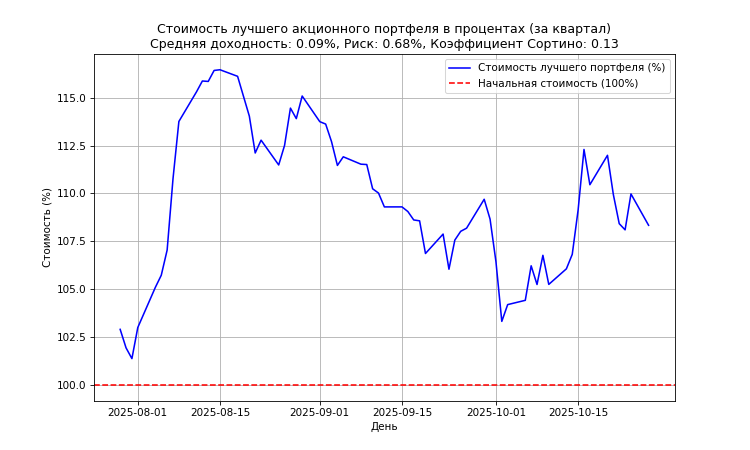 Стоимость лучшего акционного портфеля в процентах (за квартал)
Средняя доходность: 0.09%, Риск: 0.68%, Коэффициент Сортино: 0.13
Стоимость лучшего портфеля (%)
Начальная стоимость (100%)
Стоимость (%)
115.0
112.5
110.0
107.5
105.0
102.5
100.0
2025-08-01 2025-08-15 2025-09-01 2025-09-15 2025-10-01 2025-10-15
День